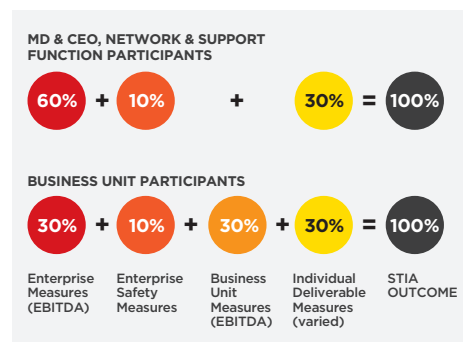 MD & CEO, NETWORK & SUPPORT
FUNCTION PARTICIPANTS
60% + 10% + 30% = 100%
BUSINESS UNIT PARTICIPANTS
30% + 10% + 30% + 30% = 100%
Enterprise
Measures
(EBITDA)
Enterprise
Safety
Measures
Business
Unit
Measures
(EBITDA)
Individual
Deliverable
Measures
(varied)
STIA
OUTCOME